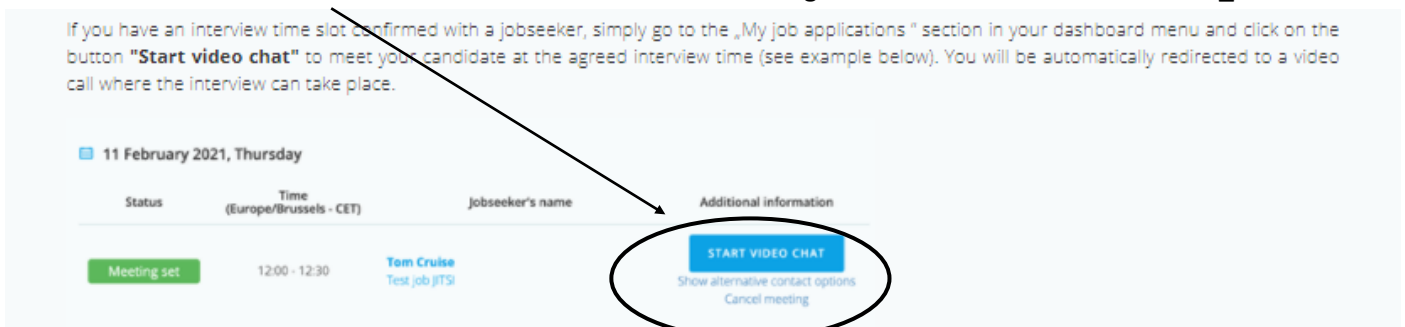 If you have an interview time slot confirmed with a jobseeker, simply go to the „My job applications “ section in your dashboard menu and click on the
button "Start video chat" to meet your candidate at the agreed interview time (see example below). You will be automatically redirected to a video
call where the interview can take place.
11 February 2021, Thursday
Status
Time
(Europe/Brussels - CET)
Jobseeker's name
Additional information
Meeting set
12:00 - 12:30
Tom Cruise
Test job JITSI
START VIDEO CHAT
Show alternative contact options
Cancel meeting